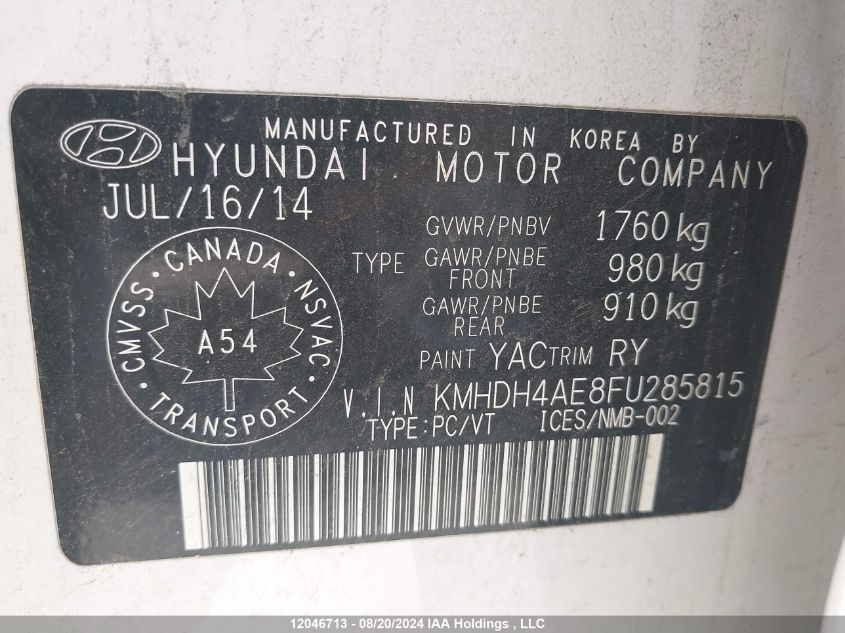 MANUFACTURED IN KOREA BY
HYUNDAI MOTOR COMPANY
JUL/16/14
GVWR/PNBV 1760 kg
TYPE GAWR/PNBE FRONT 980 kg
GAWR/PNBE REAR 910 kg
CMVSS · CANADA · NSVAC · TRANSPORT ·
A54
PAINT YAC TRIM RY
V.I.N KMHDH4AE8FU285815
TYPE:PC/VT ICES/NMB-002
12046713 - 08/20/2024 IAA Holdings , LLC